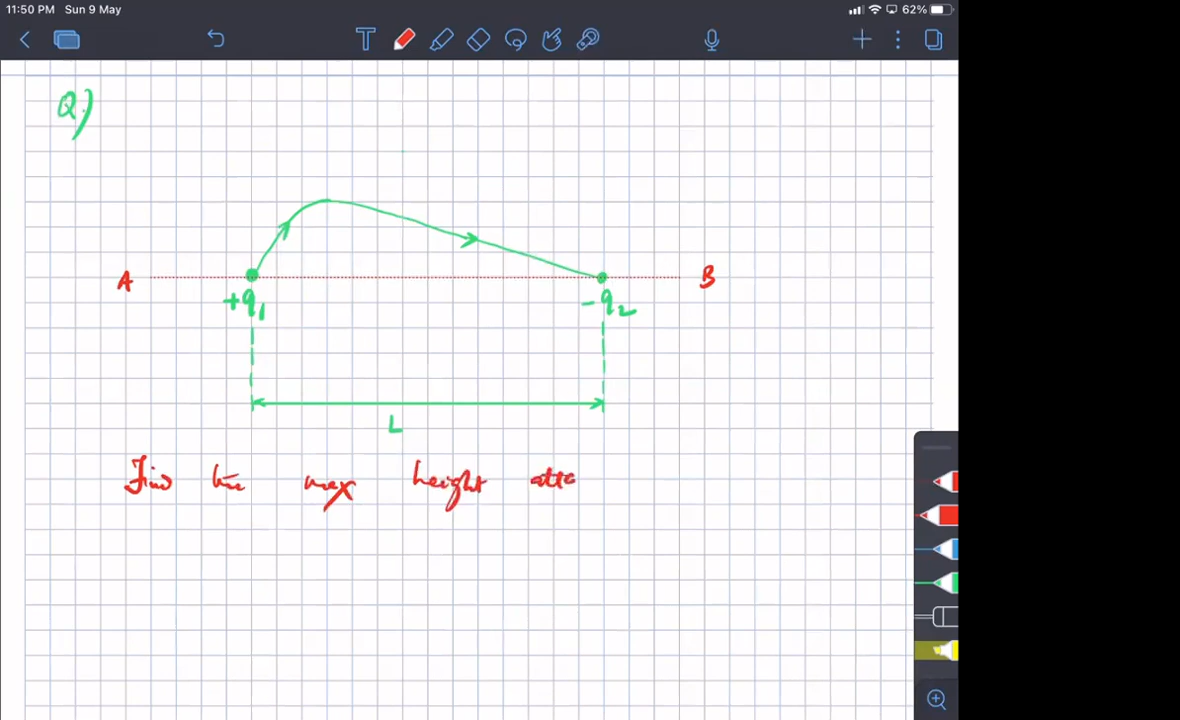 11:50 PM Sun 9 May 62%
T
Q)
A B
+q1 -q2
L
Find the max height atta